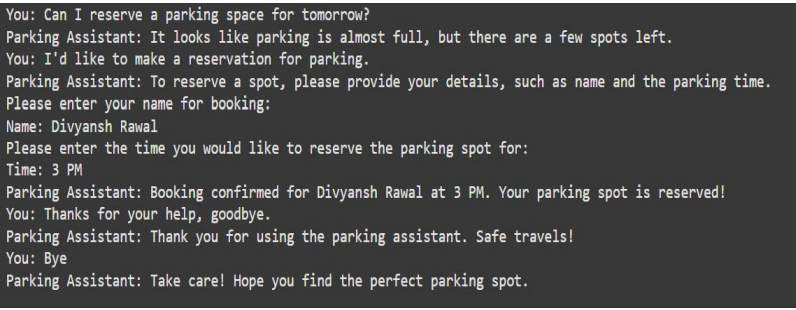 You: Can I reserve a parking space for tomorrow?
Parking Assistant: It looks like parking is almost full, but there are a few spots left.
You: I'd like to make a reservation for parking.
Parking Assistant: To reserve a spot, please provide your details, such as name and the parking time.
Please enter your name for booking:
Name: Divyansh Rawal
Please enter the time you would like to reserve the parking spot for:
Time: 3 PM
Parking Assistant: Booking confirmed for Divyansh Rawal at 3 PM. Your parking spot is reserved!
You: Thanks for your help, goodbye.
Parking Assistant: Thank you for using the parking assistant. Safe travels!
You: Bye
Parking Assistant: Take care! Hope you find the perfect parking spot.